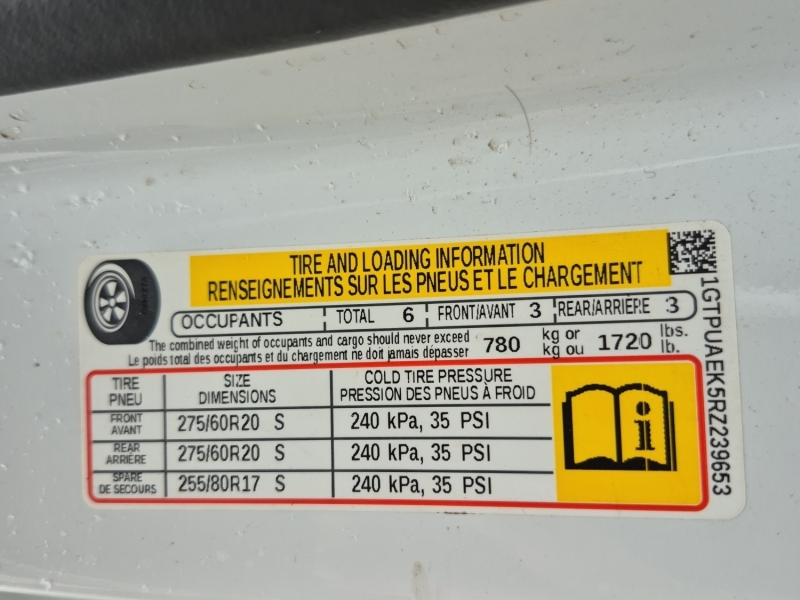 TIRE AND LOADING INFORMATION
RENSEIGNEMENTS SUR LES PNEUS ET LE CHARGEMENT
OCCUPANTS TOTAL 6 FRONT/AVANT 3 REAR/ARRIÈRE 3
The combined weight of occupants and cargo should never exceed 780 kg or 1720 lbs.
Le poids total des occupants et du chargement ne doit jamais dépasser kg ou lb.
TIRE SIZE COLD TIRE PRESSURE
PNEU DIMENSIONS PRESSION DES PNEUS À FROID
FRONT
AVANT 275/60R20 S 240 kPa, 35 PSI
REAR
ARRIÈRE 275/60R20 S 240 kPa, 35 PSI
SPARE
DE SECOURS 255/80R17 S 240 kPa, 35 PSI
i
1GTPUAEK5RZ239653